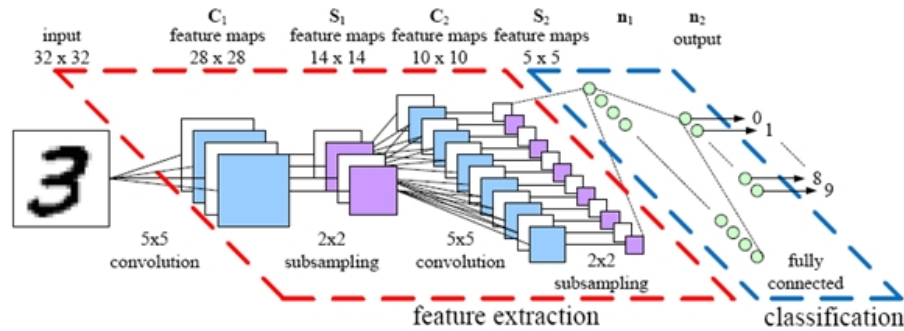 input
32 x 32
C1
feature maps
28 x 28
S1
feature maps
14 x 14
C2
feature maps
10 x 10
S2
feature maps
5 x 5
n1
n2
output
3
0
1
8
9
5x5
convolution
2x2
subsampling
5x5
convolution
2x2
subsampling
fully
connected
feature extraction
classification